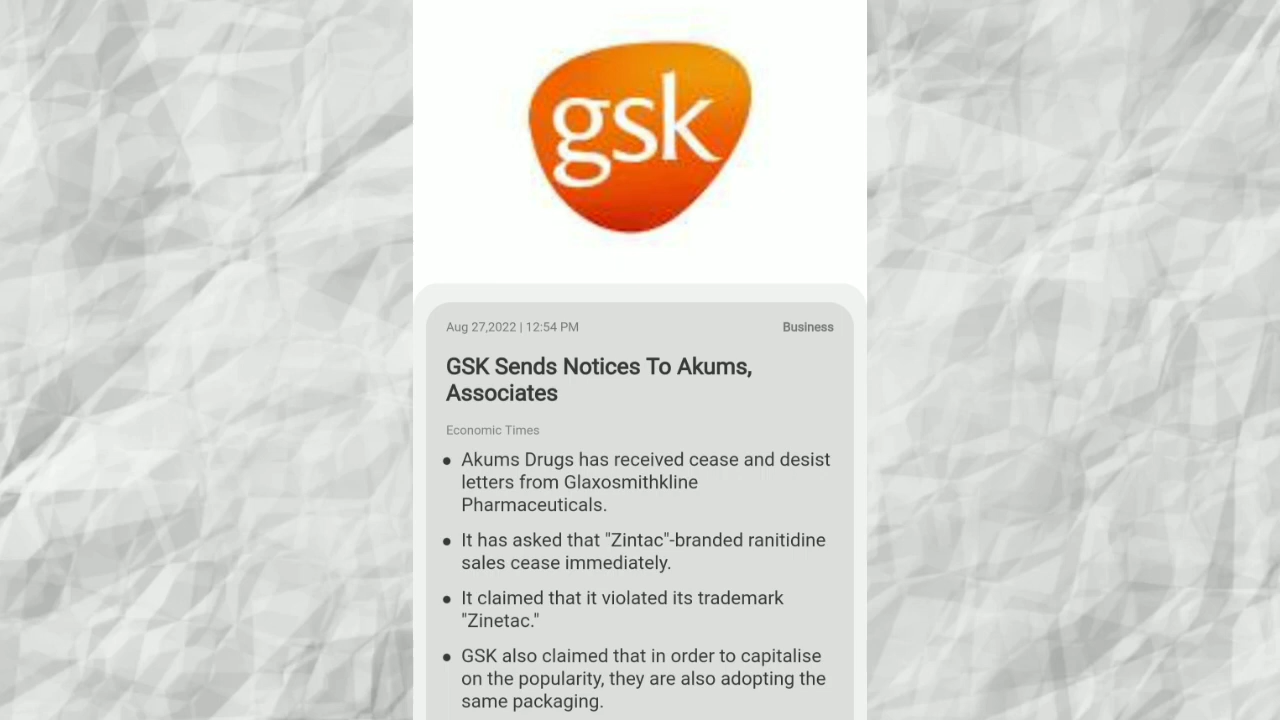 gsk
Aug 27,2022 | 12:54 PM
Business
GSK Sends Notices To Akums,
Associates
Economic Times
● Akums Drugs has received cease and desist
letters from Glaxosmithkline
Pharmaceuticals.
● It has asked that "Zintac"-branded ranitidine
sales cease immediately.
● It claimed that it violated its trademark
"Zinetac."
● GSK also claimed that in order to capitalise
on the popularity, they are also adopting the
same packaging.